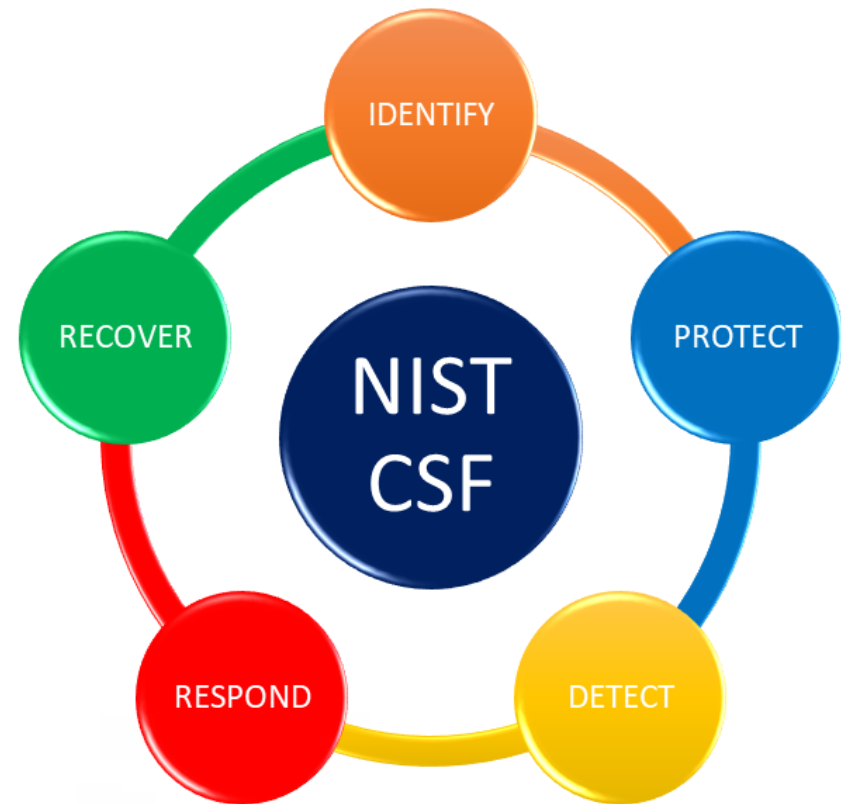 IDENTIFY
PROTECT
DETECT
RESPOND
RECOVER
NIST
CSF